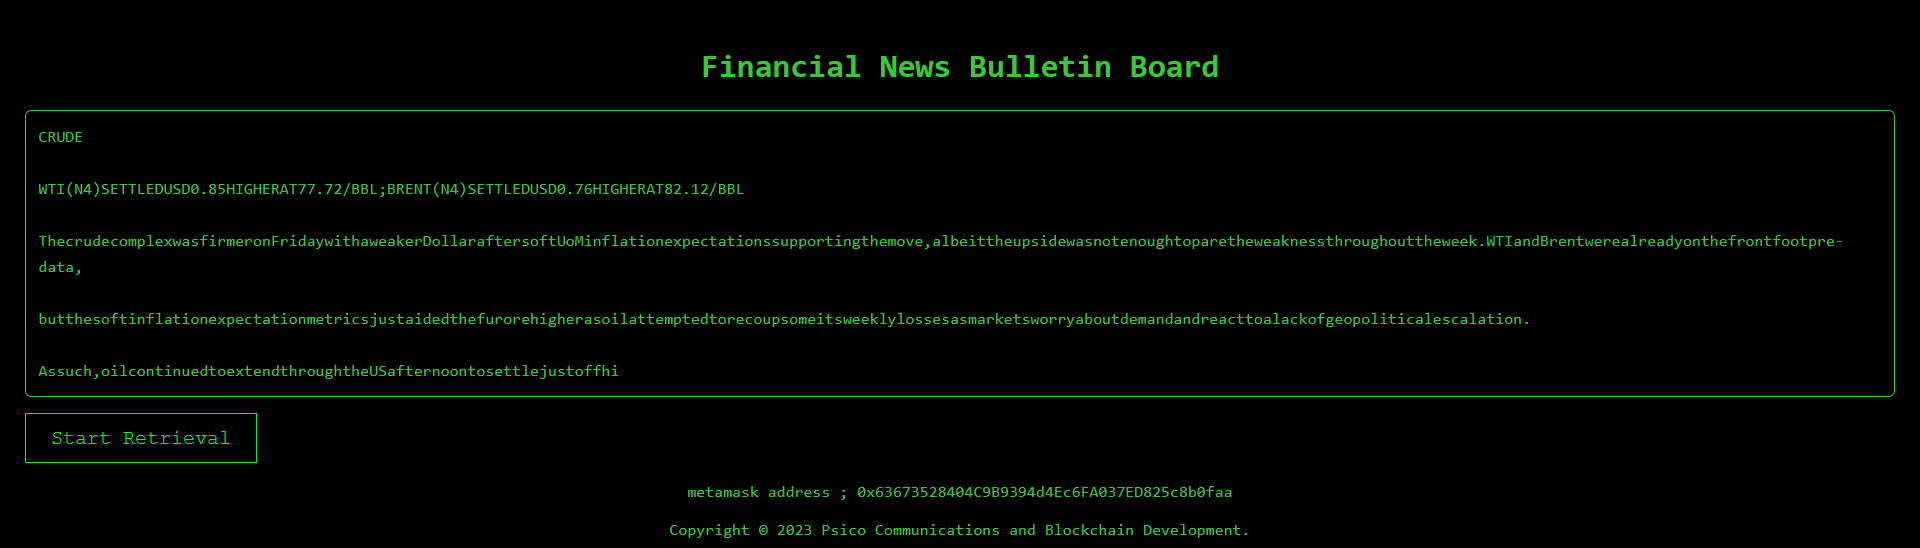 Financial News Bulletin Board
CRUDE
WTI(N4)SETTLEDUSD0.85HIGHERAT77.72/BBL;BRENT(N4)SETTLEDUSD0.76HIGHERAT82.12/BBL
ThecrudecomplexwasfirmeronFridaywithaweakerDollaraftersoftUoMinflationexpectationssupportingthemove,albeittheupsidewasnotenoughtoparetheweaknessthroughouttheweek.WTIandBrentwerealreadyonthefrontfootpre-
data,
butthesoftinflationexpectationmetricsjustaidedthefurorehigherasoilattemptedtorecoupsomeitsweeklylossesasmarketsworryaboutdemandandreacttoalackofgeopoliticalescalation.
Assuch,oilcontinuedtoextendthroughtheUSafternoontosettlejustoffhi
Start Retrieval
metamask address ; 0x63673528404C9B9394d4Ec6FA037ED825c8b0faa
Copyright © 2023 Psico Communications and Blockchain Development.